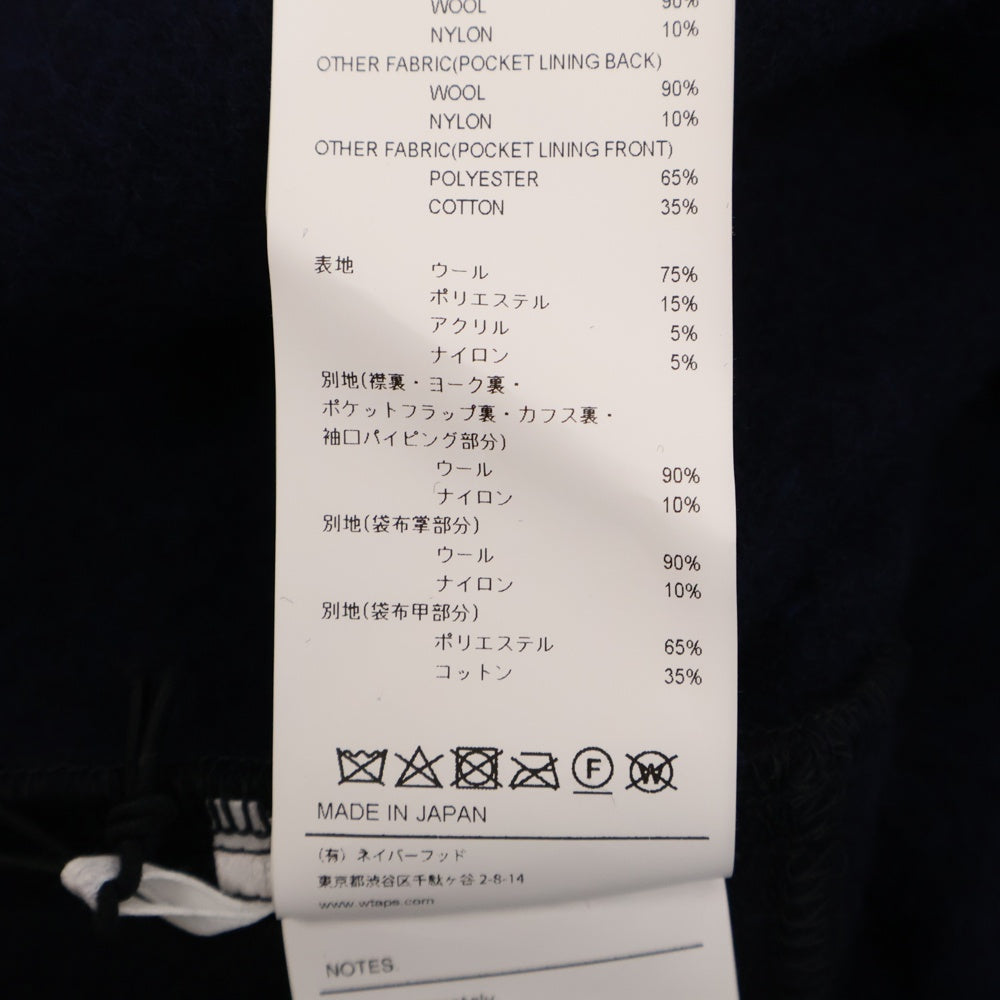 WOOL 90%
NYLON 10%
OTHER FABRIC(POCKET LINING BACK)
WOOL 90%
NYLON 10%
OTHER FABRIC(POCKET LINING FRONT)
POLYESTER 65%
COTTON 35%
表地 ウール 75%
ポリエステル 15%
アクリル 5%
ナイロン 5%
別地(襟裏・ヨーク裏・
ポケットフラップ裏・カフス裏・
袖口パイピング部分)
ウール 90%
ナイロン 10%
別地(袋布掌部分)
ウール 90%
ナイロン 10%
別地(袋布甲部分)
ポリエステル 65%
コットン 35%
F W
MADE IN JAPAN
(有) ネイバーフッド
東京都渋谷区千駄ヶ谷 2-8-14
www.wtaps.com
NOTES